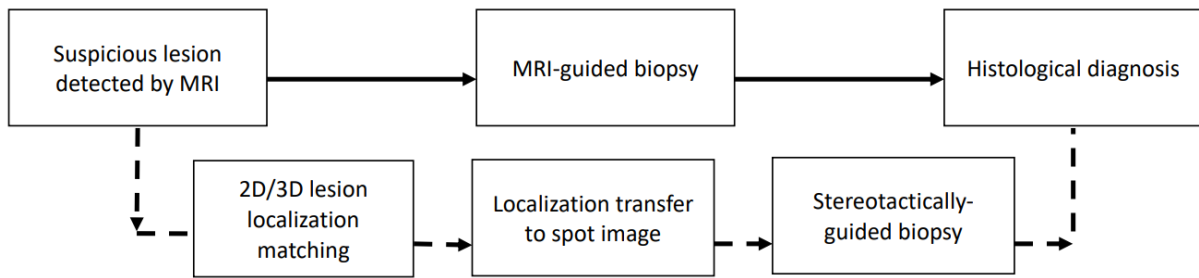 Suspicious lesion
detected by MRI
MRI-guided biopsy
Histological diagnosis
2D/3D lesion
localization
matching
Localization transfer
to spot image
Stereotactically-
guided biopsy